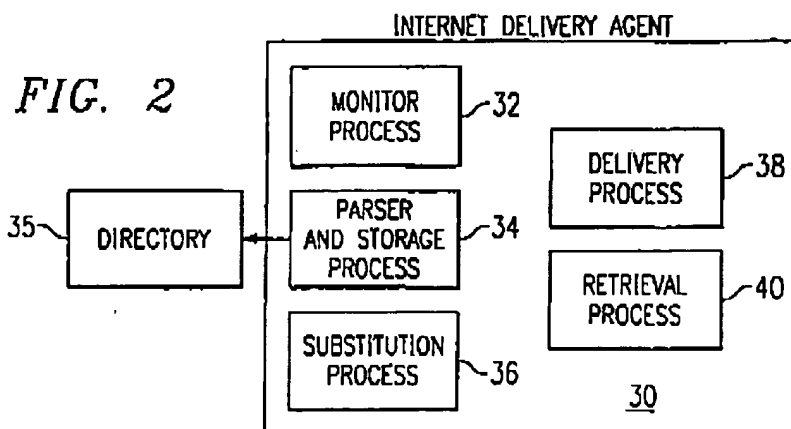 INTERNET DELIVERY AGENT
FIG. 2
MONITOR
PROCESS
32
DELIVERY
PROCESS
38
35
DIRECTORY
PARSER
AND STORAGE
PROCESS
34
RETRIEVAL
PROCESS
40
SUBSTITUTION
PROCESS
36
30